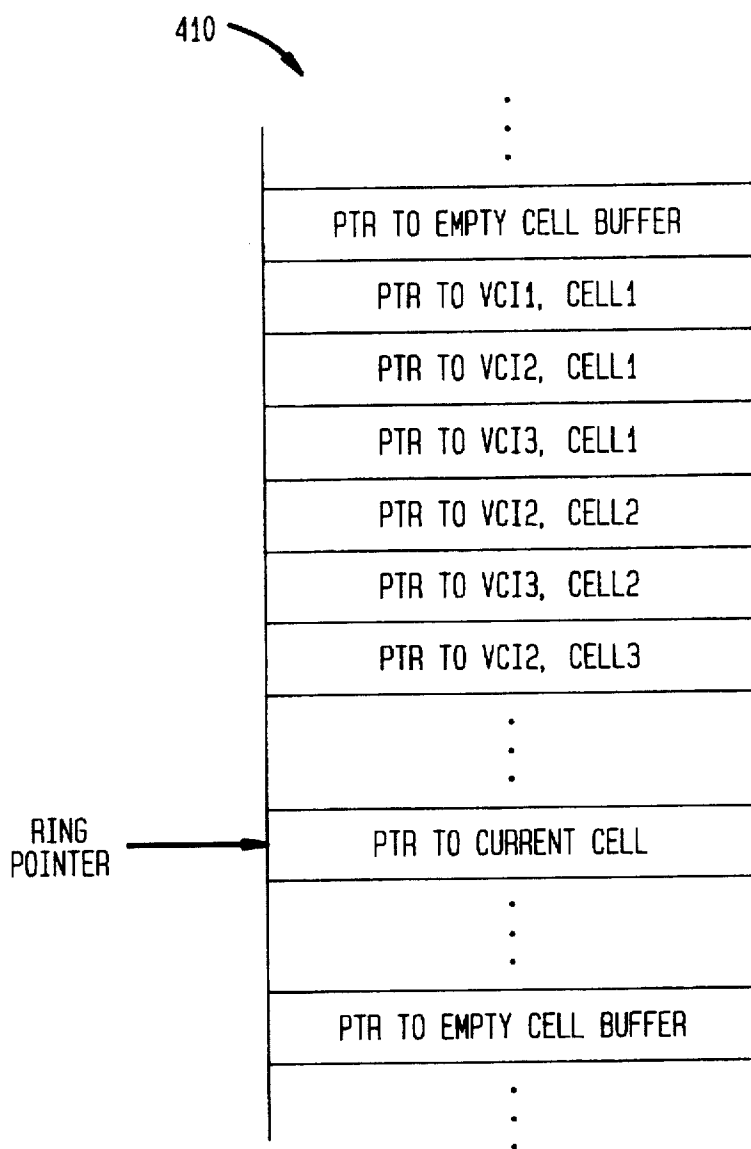 410
PTR TO EMPTY CELL BUFFER
PTR TO VCI1, CELL1
PTR TO VCI2, CELL1
PTR TO VCI3, CELL1
PTR TO VCI2, CELL2
PTR TO VCI3, CELL2
PTR TO VCI2, CELL3
RING
POINTER
PTR TO CURRENT CELL
PTR TO EMPTY CELL BUFFER